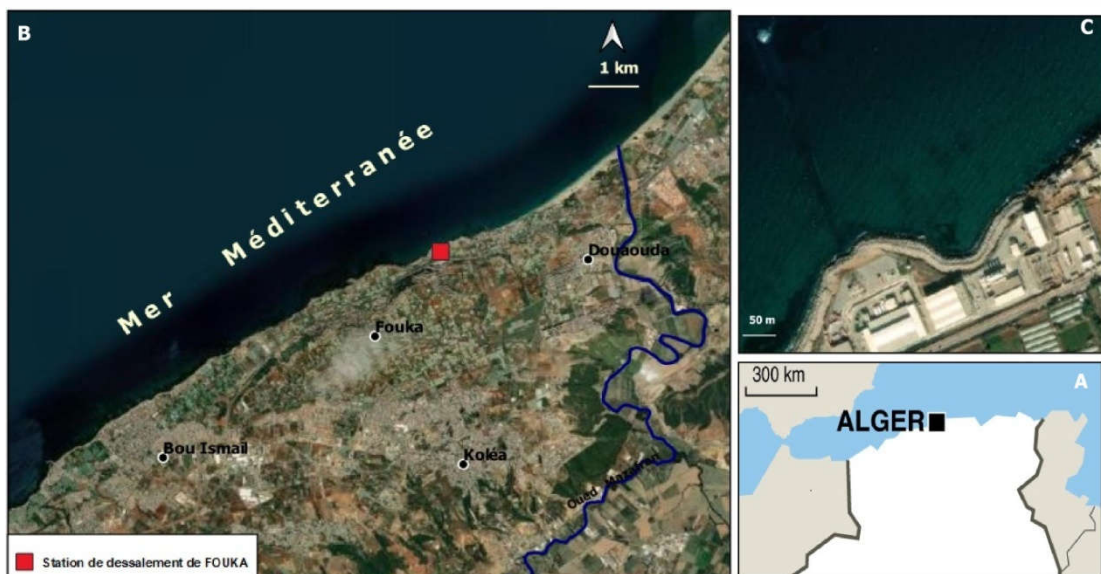 B
1 km
Mer Méditerranée
Douaouda
Fouka
Bou Ismail
Koléa
Oued Mazafran
Station de dessalement de FOUKA
C
50 m
300 km
A
ALGER